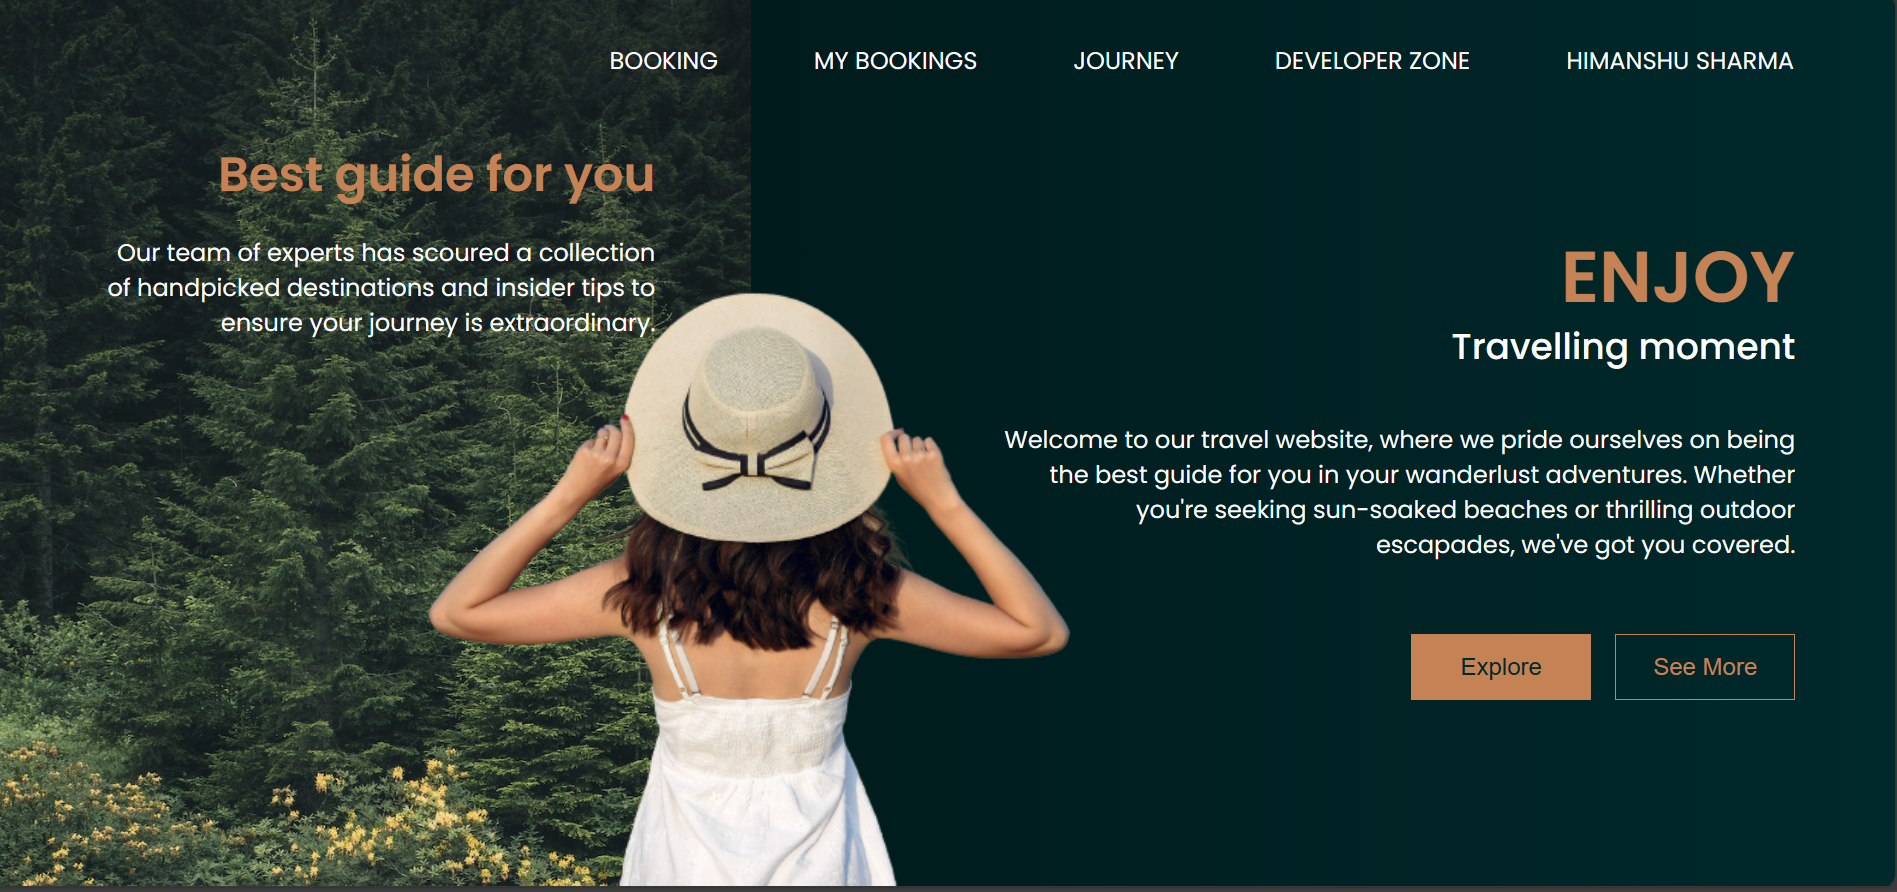 BOOKING
MY BOOKINGS
JOURNEY
DEVELOPER ZONE
HIMANSHU SHARMA
Best guide for you
Our team of experts has scoured a collection
of handpicked destinations and insider tips to
ensure your journey is extraordinary.
ENJOY
Travelling moment
Welcome to our travel website, where we pride ourselves on being
the best guide for you in your wanderlust adventures. Whether
you're seeking sun-soaked beaches or thrilling outdoor
escapades, we've got you covered.
Explore
See More